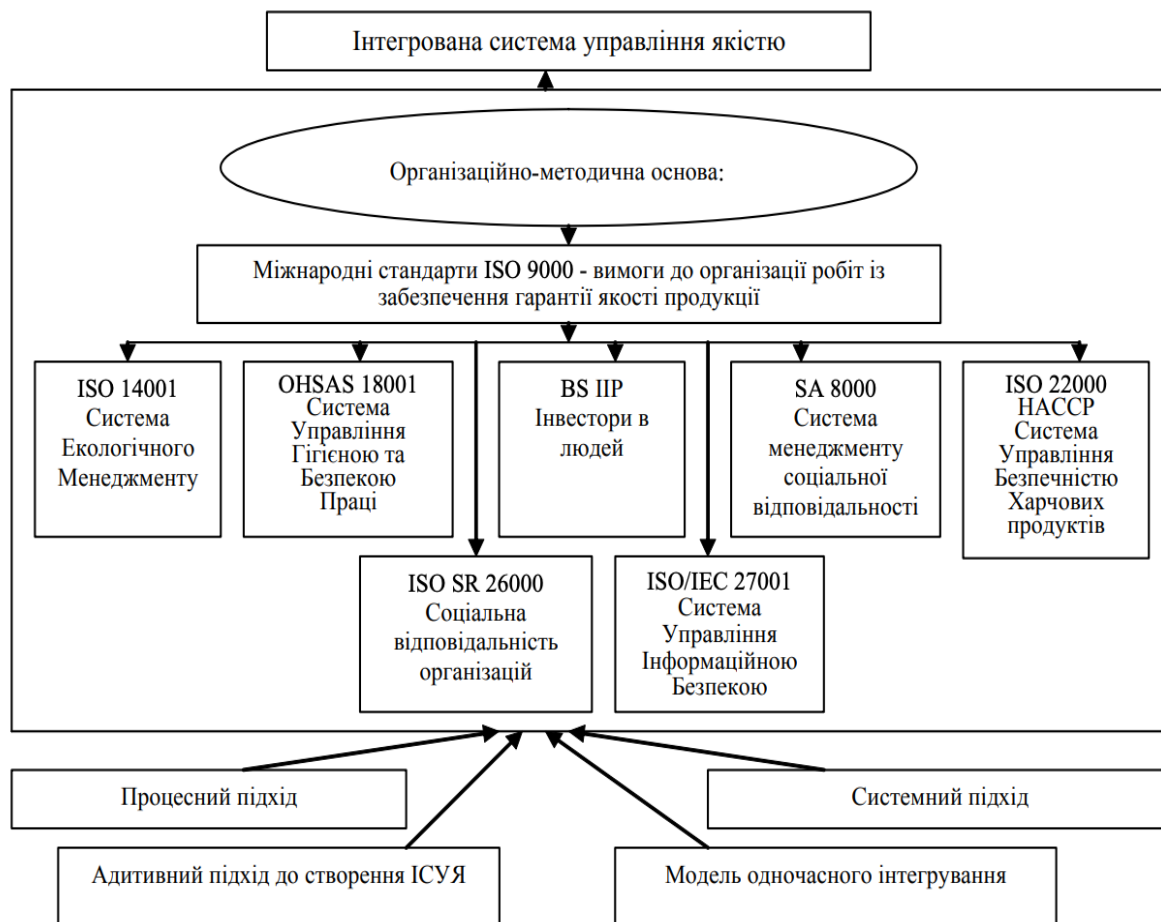 Інтегрована система управління якістю
Організаційно-методична основа:
Міжнародні стандарти ISO 9000 - вимоги до організації робіт із
забезпечення гарантії якості продукції
ISO 14001
Система
Екологічного
Менеджменту
OHSAS 18001
Система
Управління
Гігієною та
Безпекою
Праці
BS IIP
Інвестори в
людей
SA 8000
Система
менеджменту
соціальної
відповідальності
ISO 22000
НАССР
Система
Управління
Безпечністю
Харчових
продуктів
ISO SR 26000
Соціальна
відповідальність
організацій
ISO/IEC 27001
Система
Управління
Інформаційною
Безпекою
Процесний підхід
Системний підхід
Адитивний підхід до створення ІСУЯ
Модель одночасного інтегрування